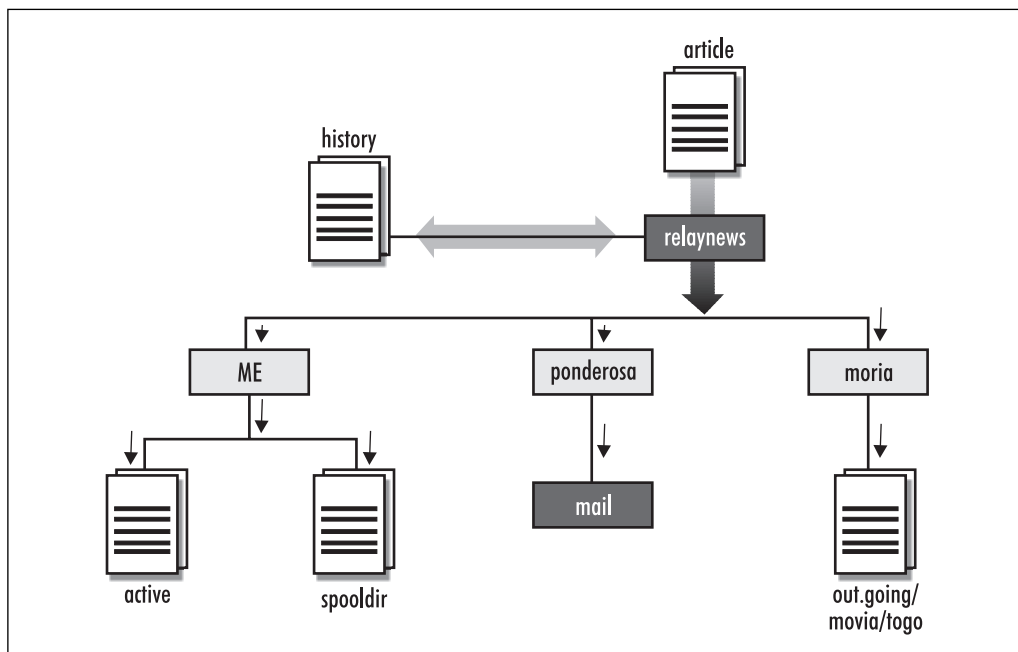 article
history
relaynews
ME
ponderosa
moria
mail
active
spooldir
out.going/
movia/togo